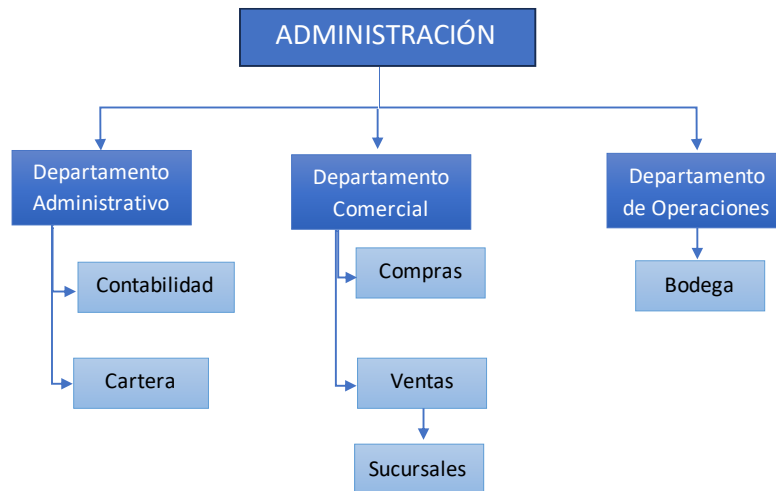 ADMINISTRACIÓN
Departamento
Administrativo
Departamento
Comercial
Departamento
de Operaciones
Contabilidad
Compras
Bodega
Cartera
Ventas
Sucursales